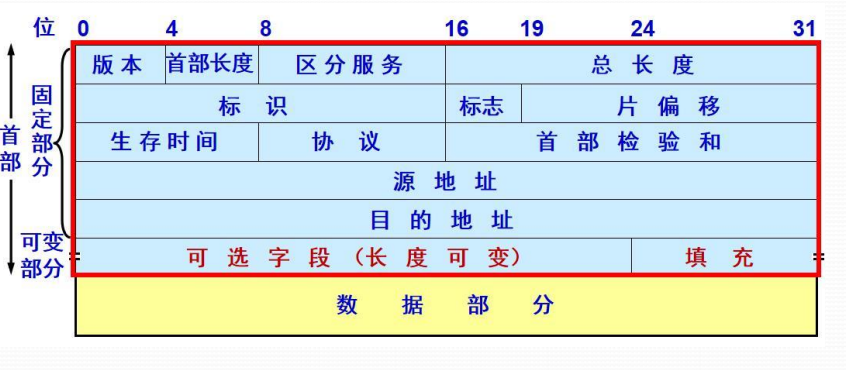 位 0 4 8 16 19 24 31
版本 首部长度 区分服务 总长度
标识 标志 片偏移
生存时间 协议 首部检验和
源地址
目的地址
可选字段（长度可变） 填充
数据部分
首部
固定部分
可变部分